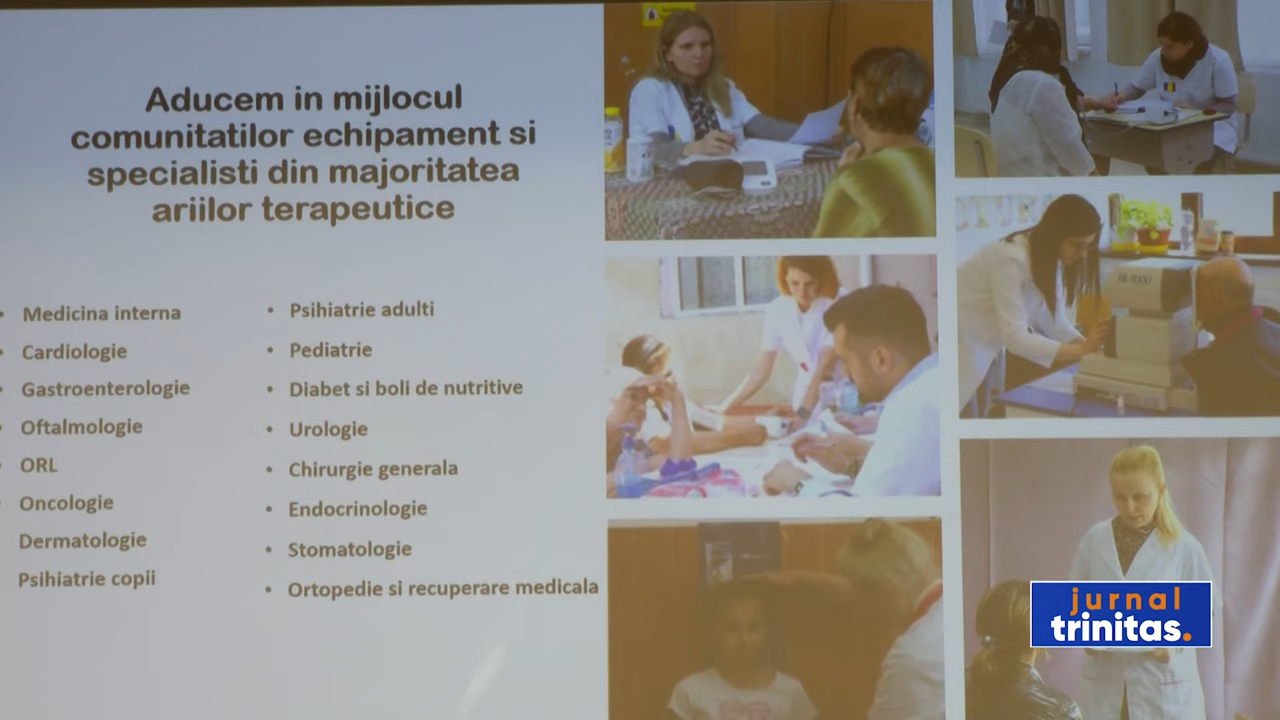 Aducem in mijlocul
comunitatilor echipament si
specialisti din majoritatea
ariilor terapeutice
• Medicina interna
• Cardiologie
• Gastroenterologie
• Oftalmologie
• ORL
• Oncologie
Dermatologie
Psihiatrie copii
• Psihiatrie adulti
• Pediatrie
• Diabet si boli de nutritive
• Urologie
• Chirurgie generala
• Endocrinologie
• Stomatologie
• Ortopedie si recuperare medicala
jurnal
trinitas.